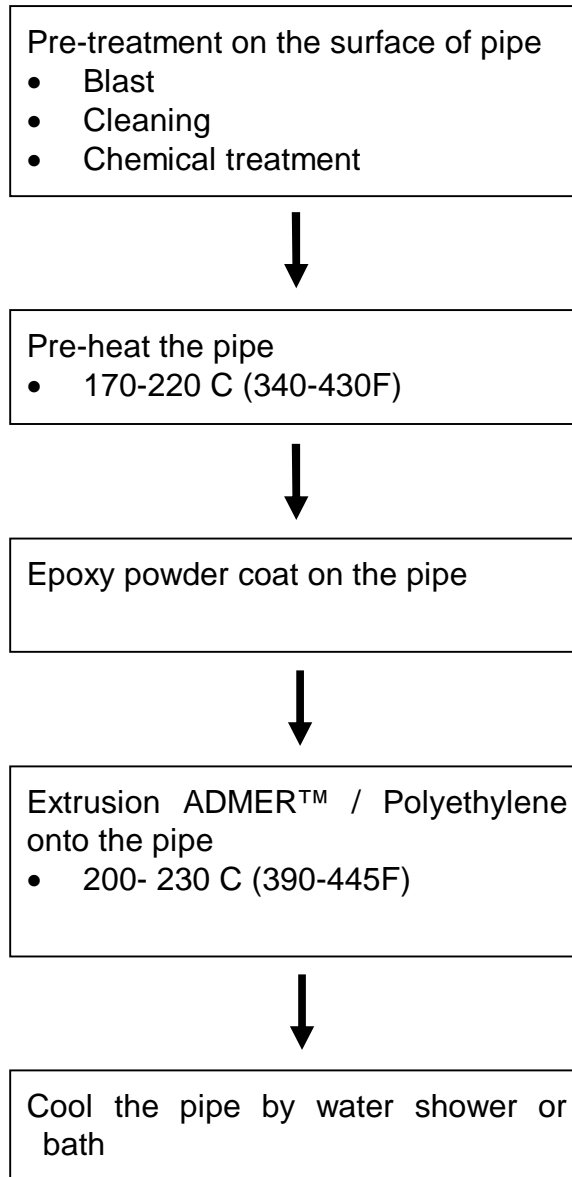 Pre-treatment on the surface of pipe
• Blast
• Cleaning
• Chemical treatment
Pre-heat the pipe
• 170-220 C (340-430F)
Epoxy powder coat on the pipe
Extrusion ADMER™ / Polyethylene
onto the pipe
• 200- 230 C (390-445F)
Cool the pipe by water shower or
bath